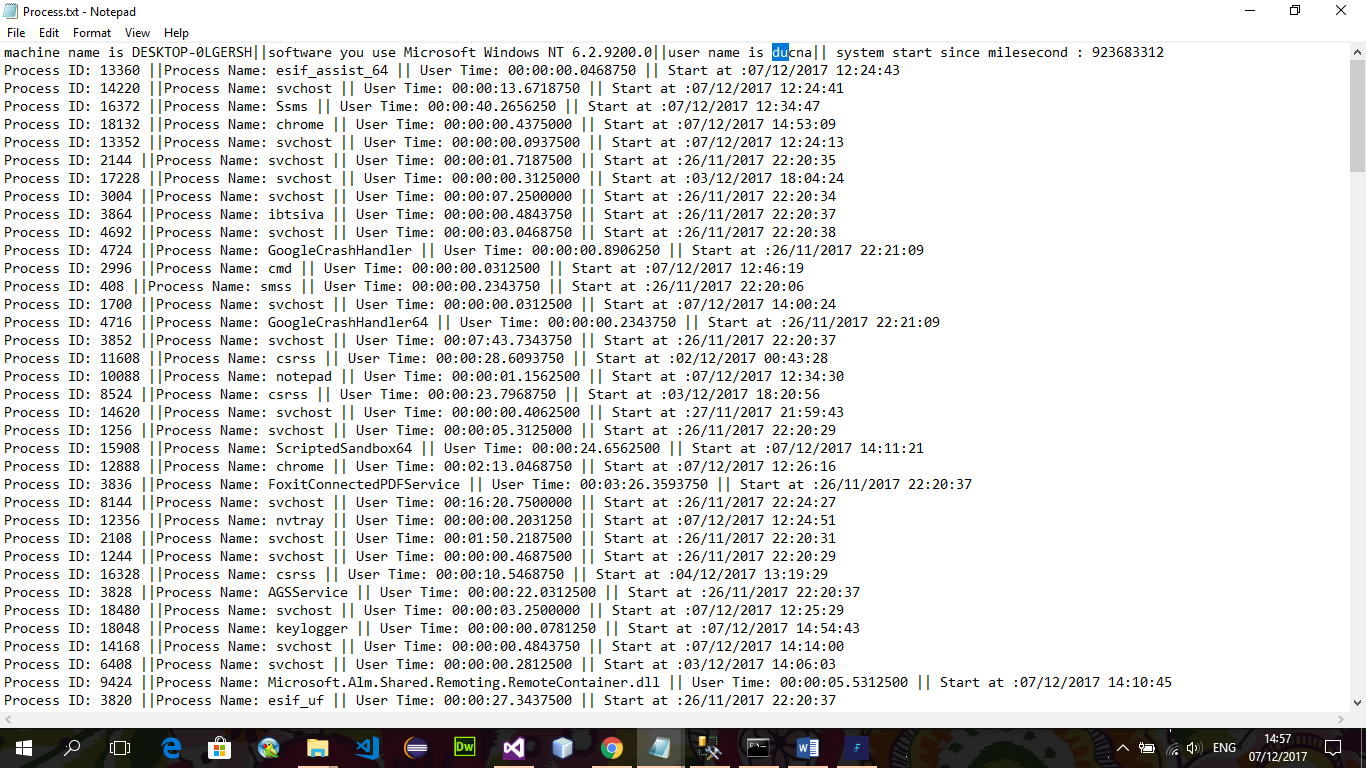 Process.txt - Notepad
File Edit Format View Help
machine name is DESKTOP-0LGERSH||software you use Microsoft Windows NT 6.2.9200.0||user name is ducna|| system start since milesecond : 923683312
Process ID: 13360 ||Process Name: esif_assist_64 || User Time: 00:00:00.0468750 || Start at :07/12/2017 12:24:43
Process ID: 14220 ||Process Name: svchost || User Time: 00:00:13.6718750 || Start at :07/12/2017 12:24:41
Process ID: 16372 ||Process Name: Ssms || User Time: 00:00:40.2656250 || Start at :07/12/2017 12:34:47
Process ID: 18132 ||Process Name: chrome || User Time: 00:00:00.4375000 || Start at :07/12/2017 14:53:09
Process ID: 13352 ||Process Name: svchost || User Time: 00:00:00.0937500 || Start at :07/12/2017 12:24:13
Process ID: 2144 ||Process Name: svchost || User Time: 00:00:01.7187500 || Start at :26/11/2017 22:20:35
Process ID: 17228 ||Process Name: svchost || User Time: 00:00:00.3125000 || Start at :03/12/2017 18:04:24
Process ID: 3004 ||Process Name: svchost || User Time: 00:00:07.2500000 || Start at :26/11/2017 22:20:34
Process ID: 3864 ||Process Name: ibtsiva || User Time: 00:00:00.4843750 || Start at :26/11/2017 22:20:37
Process ID: 4692 ||Process Name: svchost || User Time: 00:00:03.0468750 || Start at :26/11/2017 22:20:38
Process ID: 4724 ||Process Name: GoogleCrashHandler || User Time: 00:00:00.8906250 || Start at :26/11/2017 22:21:09
Process ID: 2996 ||Process Name: cmd || User Time: 00:00:00.0312500 || Start at :07/12/2017 12:46:19
Process ID: 408 ||Process Name: smss || User Time: 00:00:00.2343750 || Start at :26/11/2017 22:20:06
Process ID: 1700 ||Process Name: svchost || User Time: 00:00:00.0312500 || Start at :07/12/2017 14:00:24
Process ID: 4716 ||Process Name: GoogleCrashHandler64 || User Time: 00:00:00.2343750 || Start at :26/11/2017 22:21:09
Process ID: 3852 ||Process Name: svchost || User Time: 00:07:43.7343750 || Start at :26/11/2017 22:20:37
Process ID: 11608 ||Process Name: csrss || User Time: 00:00:28.6093750 || Start at :02/12/2017 00:43:28
Process ID: 10088 ||Process Name: notepad || User Time: 00:00:01.1562500 || Start at :07/12/2017 12:34:30
Process ID: 8524 ||Process Name: csrss || User Time: 00:00:23.7968750 || Start at :03/12/2017 18:20:56
Process ID: 14620 ||Process Name: svchost || User Time: 00:00:00.4062500 || Start at :27/11/2017 21:59:43
Process ID: 1256 ||Process Name: svchost || User Time: 00:00:05.3125000 || Start at :26/11/2017 22:20:29
Process ID: 15908 ||Process Name: ScriptedSandbox64 || User Time: 00:00:24.6562500 || Start at :07/12/2017 14:11:21
Process ID: 12888 ||Process Name: chrome || User Time: 00:02:13.0468750 || Start at :07/12/2017 12:26:16
Process ID: 3836 ||Process Name: FoxitConnectedPDFService || User Time: 00:03:26.3593750 || Start at :26/11/2017 22:20:37
Process ID: 8144 ||Process Name: svchost || User Time: 00:16:20.7500000 || Start at :26/11/2017 22:24:27
Process ID: 12356 ||Process Name: nvtray || User Time: 00:00:00.2031250 || Start at :07/12/2017 12:24:51
Process ID: 2108 ||Process Name: svchost || User Time: 00:01:50.2187500 || Start at :26/11/2017 22:20:31
Process ID: 1244 ||Process Name: svchost || User Time: 00:00:00.4687500 || Start at :26/11/2017 22:20:29
Process ID: 16328 ||Process Name: csrss || User Time: 00:00:10.5468750 || Start at :04/12/2017 13:19:29
Process ID: 3828 ||Process Name: AGSService || User Time: 00:00:22.0312500 || Start at :26/11/2017 22:20:37
Process ID: 18480 ||Process Name: svchost || User Time: 00:00:03.2500000 || Start at :07/12/2017 12:25:29
Process ID: 18048 ||Process Name: keylogger || User Time: 00:00:00.0781250 || Start at :07/12/2017 14:54:43
Process ID: 14168 ||Process Name: svchost || User Time: 00:00:00.4843750 || Start at :07/12/2017 14:14:00
Process ID: 6408 ||Process Name: svchost || User Time: 00:00:00.2812500 || Start at :03/12/2017 14:06:03
Process ID: 9424 ||Process Name: Microsoft.Alm.Shared.Remoting.RemoteContainer.dll || User Time: 00:00:05.5312500 || Start at :07/12/2017 14:10:45
Process ID: 3820 ||Process Name: esif_uf || User Time: 00:00:27.3437500 || Start at :26/11/2017 22:20:37
Dw
ENG
14:57
07/12/2017